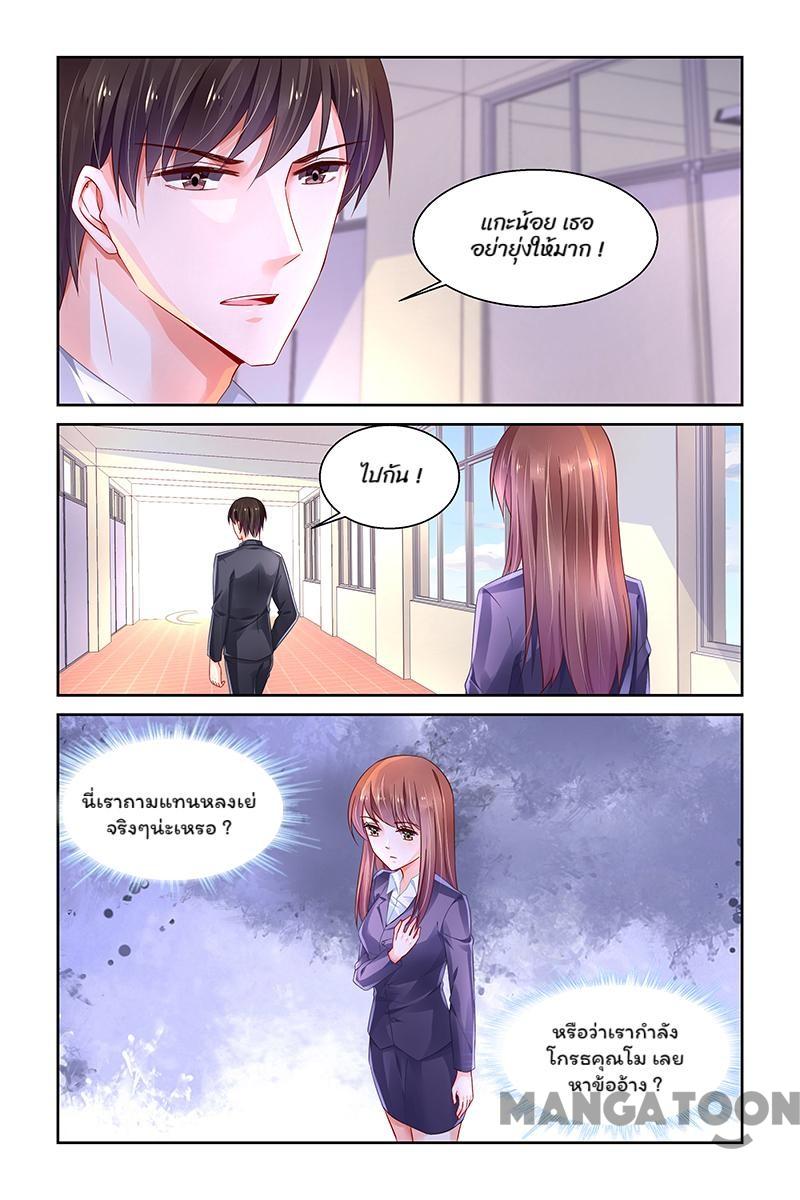 แกะน้อย เธอ
อย่ายุ่งให้มาก !
ไปกัน !
นี่เราถามแทนหลงเย่
จริงๆน่ะเหรอ ?
หรือว่าเรากำลัง
โกรธคุณโม เลย
หาข้ออ้าง ?
MANGATOON